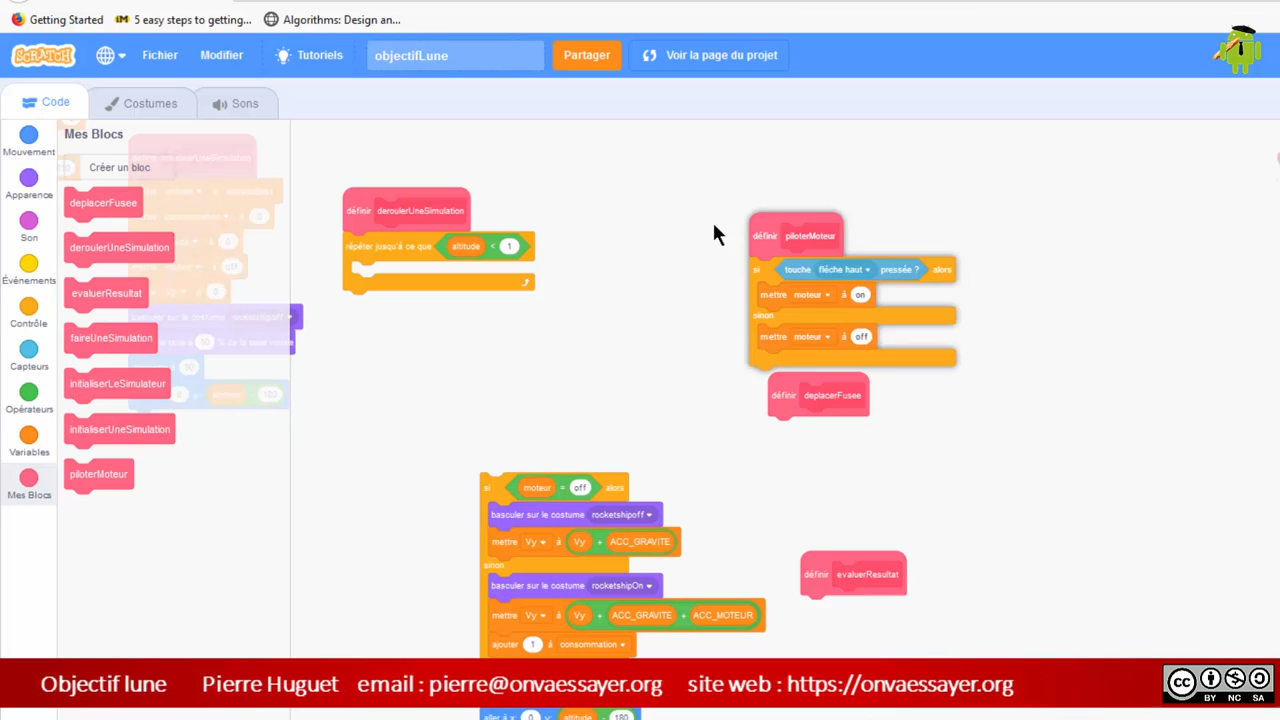 Getting Started 5 easy steps to getting... Algorithms: Design an...
SCRATCH Fichier Modifier Tutoriels objectifLune Partager Voir la page du projet
Code Costumes Sons
Mouvement
Apparence
Son
Événements
Contrôle
Capteurs
Opérateurs
Variables
Mes Blocs
Mes Blocs
Créer un bloc
deplacerFusee
deroulerUneSimulation
evaluerResultat
faireUneSimulation
initialiserLeSimulateur
initialiserUneSimulation
piloterMoteur
définir deroulerUneSimulation
répéter jusqu'à ce que altitude < 1
définir piloterMoteur
si touche flèche haut pressée ? alors
mettre moteur à on
sinon
mettre moteur à off
définir deplacerFusee
si moteur = off alors
basculer sur le costume rocketshipoff
mettre Vy à Vy + ACC_GRAVITE
sinon
basculer sur le costume rocketshipOn
mettre Vy à Vy + ACC_GRAVITE + ACC_MOTEUR
ajouter 1 à consommation
définir evaluerResultat
Objectif lune Pierre Huguet email : pierre@onvaessayer.org site web : https://onvaessayer.org
CC BY NC SA
aller à x: 0 y: altitude - 180